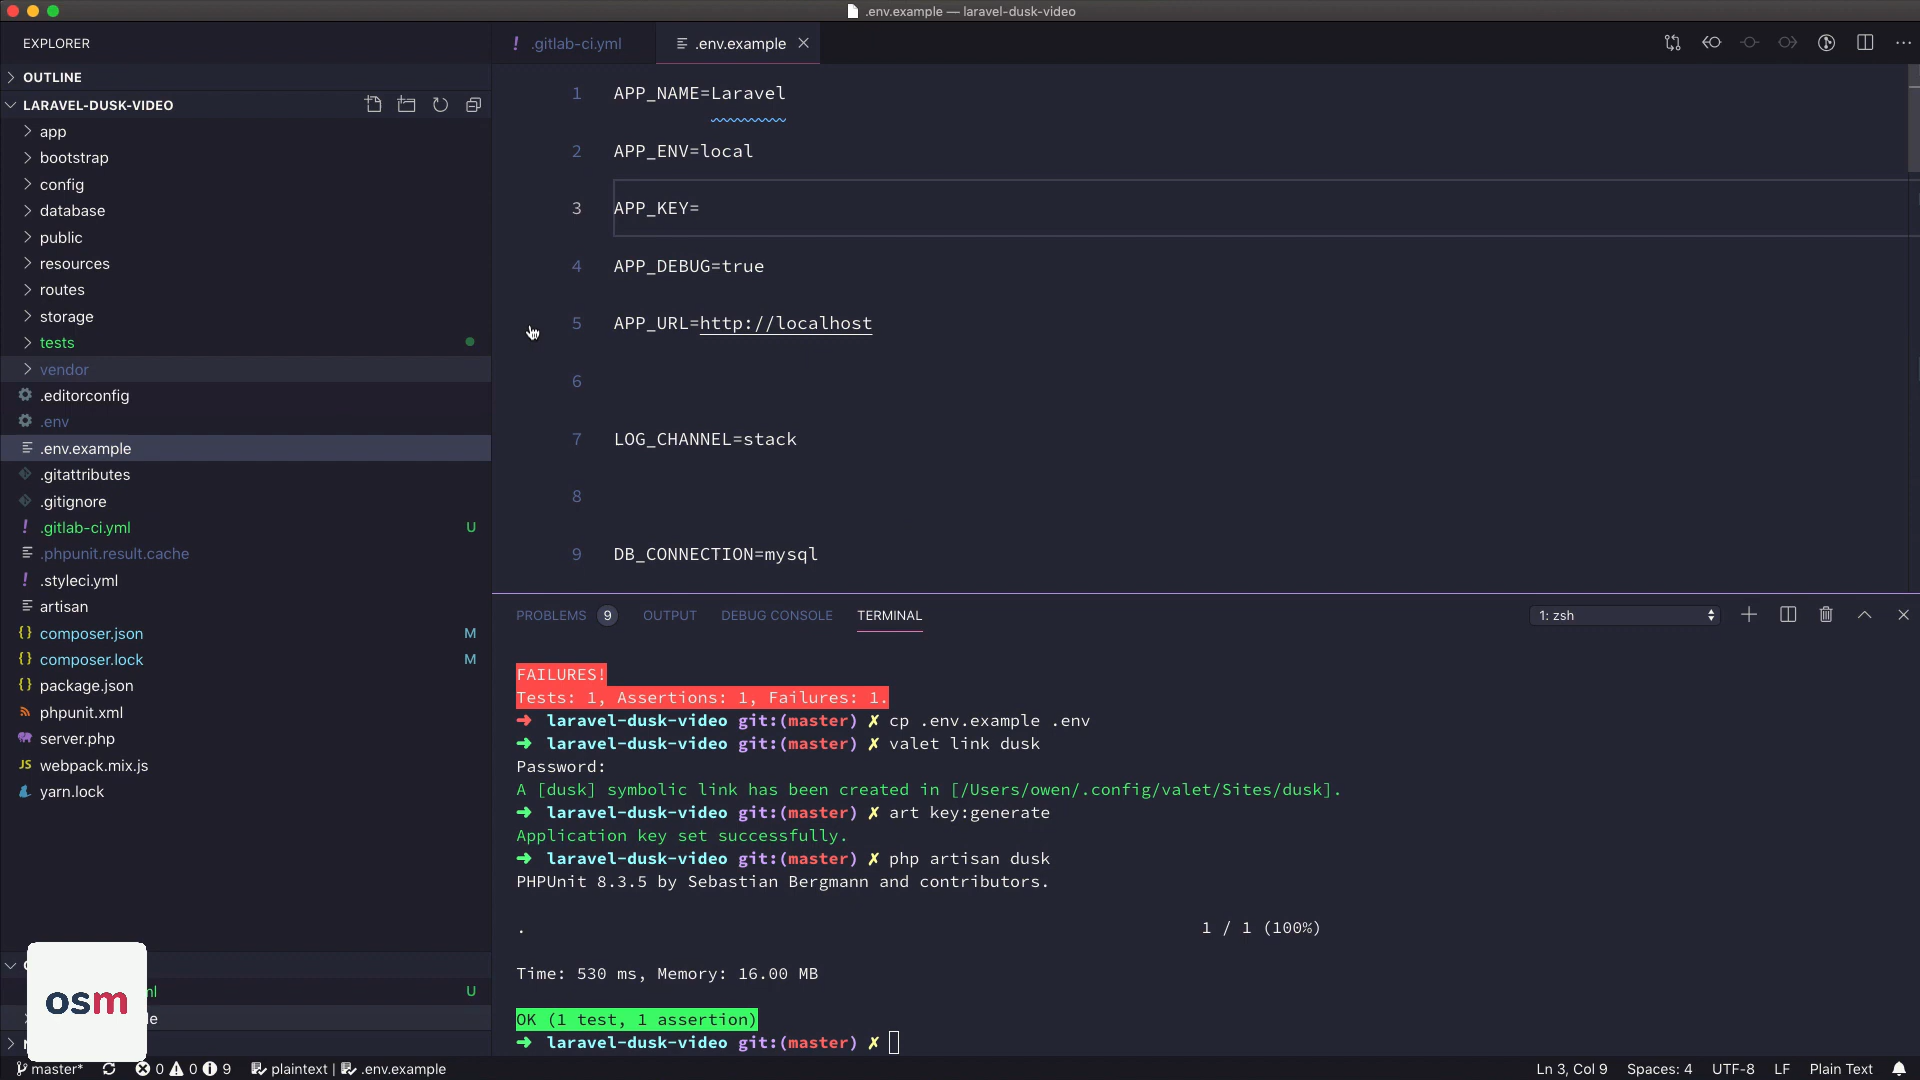 .env.example — laravel-dusk-video
EXPLORER
! .gitlab-ci.yml
.env.example
OUTLINE
LARAVEL-DUSK-VIDEO
app
bootstrap
config
database
public
resources
routes
storage
tests
vendor
.editorconfig
.env
.env.example
.gitattributes
.gitignore
! .gitlab-ci.yml U
.phpunit.result.cache
! .styleci.yml
artisan
{} composer.json M
{} composer.lock M
{} package.json
phpunit.xml
server.php
JS webpack.mix.js
yarn.lock
ml U
le
osm
1 APP_NAME=Laravel
2 APP_ENV=local
3 APP_KEY=
4 APP_DEBUG=true
5 APP_URL=http://localhost
6
7 LOG_CHANNEL=stack
8
9 DB_CONNECTION=mysql
PROBLEMS 9 OUTPUT DEBUG CONSOLE TERMINAL
1: zsh
FAILURES!
Tests: 1, Assertions: 1, Failures: 1.
➜ laravel-dusk-video git:(master) ✗ cp .env.example .env
➜ laravel-dusk-video git:(master) ✗ valet link dusk
Password:
A [dusk] symbolic link has been created in [/Users/owen/.config/valet/Sites/dusk].
➜ laravel-dusk-video git:(master) ✗ art key:generate
Application key set successfully.
➜ laravel-dusk-video git:(master) ✗ php artisan dusk
PHPUnit 8.3.5 by Sebastian Bergmann and contributors.
. 1 / 1 (100%)
Time: 530 ms, Memory: 16.00 MB
OK (1 test, 1 assertion)
➜ laravel-dusk-video git:(master) ✗
master* 0 0 9 plaintext | .env.example
Ln 3, Col 9 Spaces: 4 UTF-8 LF Plain Text